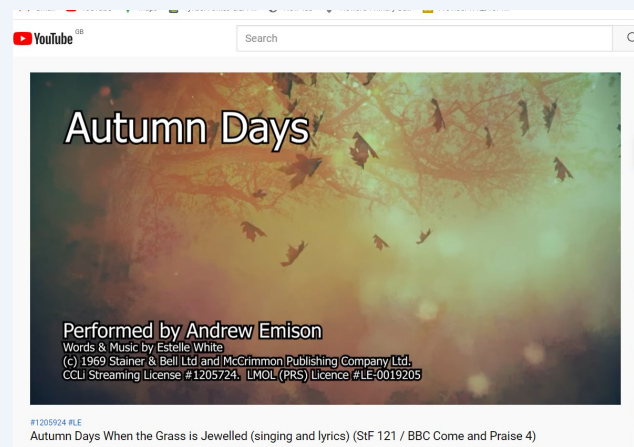 YouTube GB
Search
Autumn Days
Performed by Andrew Emison
Words & Music by Estelle White
(c) 1969 Stainer & Bell Ltd and McCrimmon Publishing Company Ltd.
CCLi Streaming License #1205724. LMOL (PRS) Licence #LE-0019205
#1205924 #LE
Autumn Days When the Grass is Jewelled (singing and lyrics) (StF 121 / BBC Come and Praise 4)